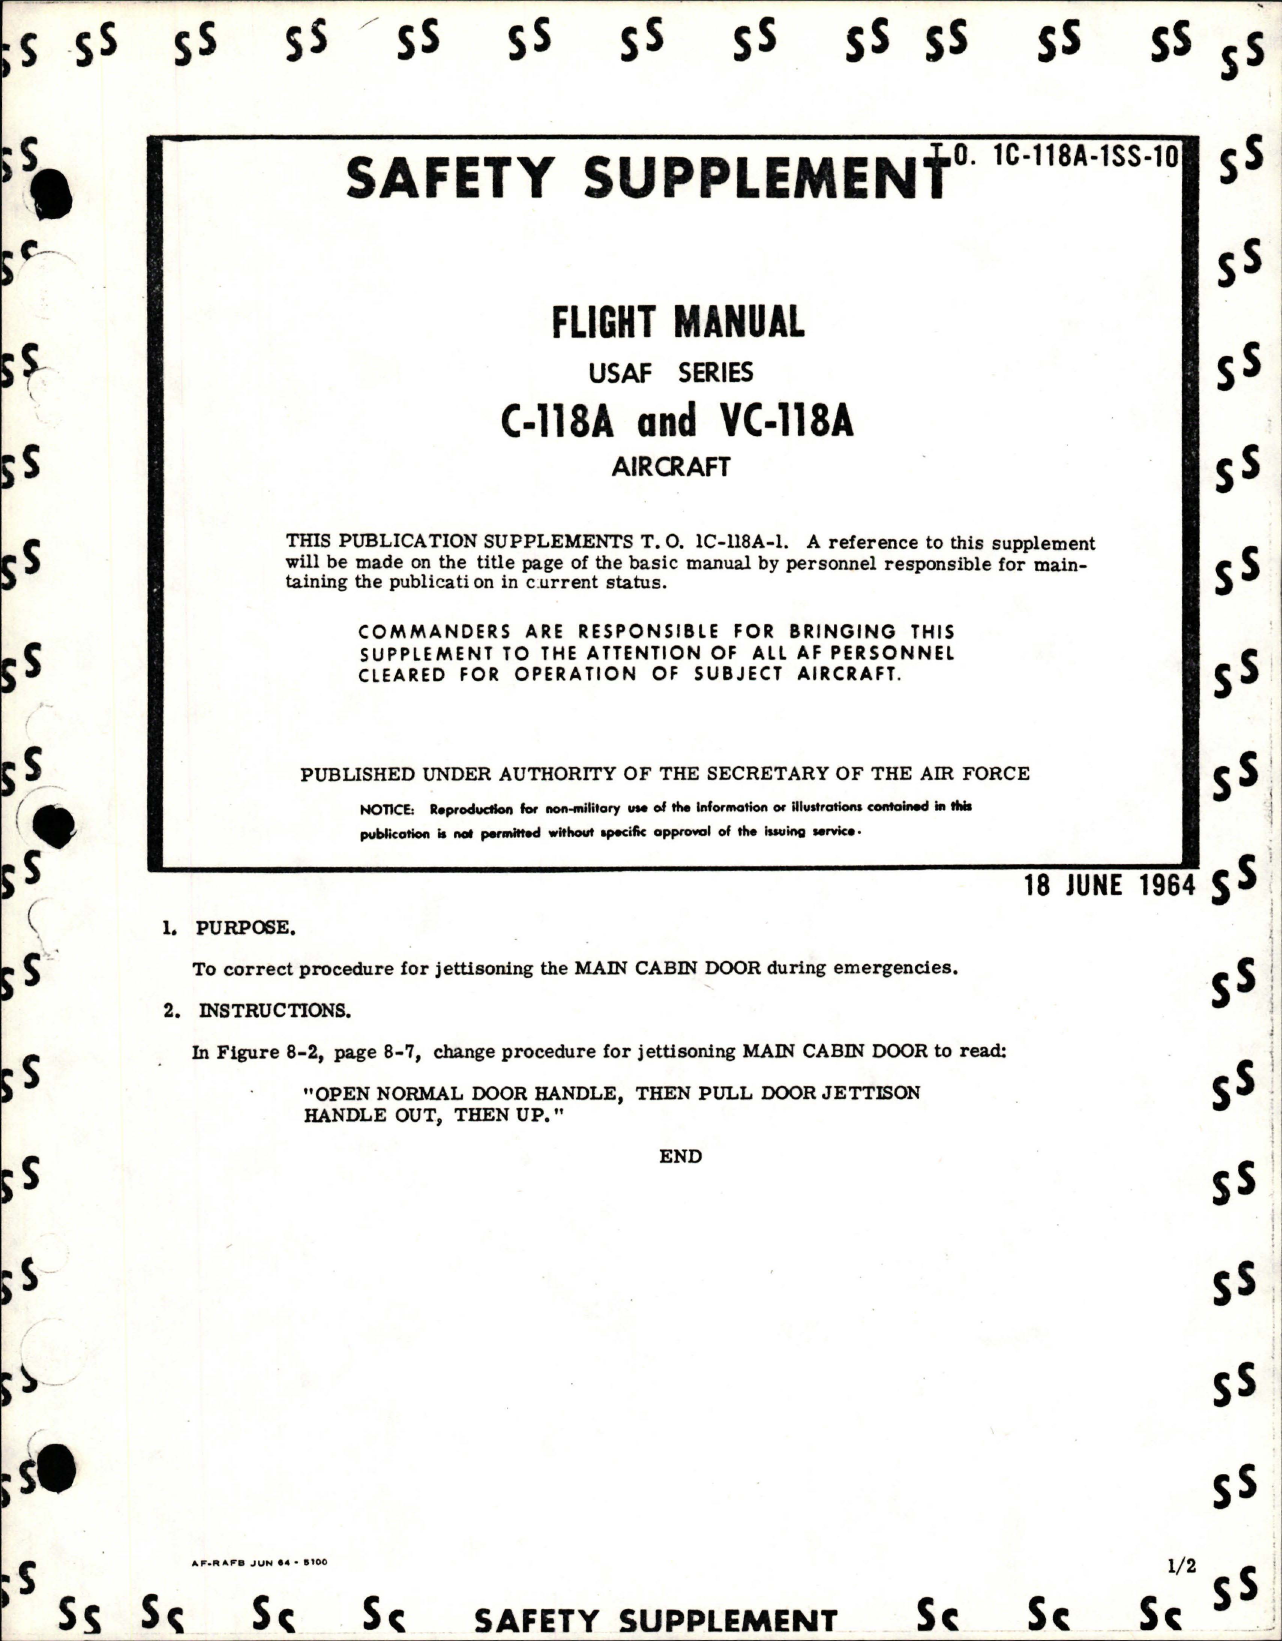 SS SS SS SS SS SS SS SS SS SS SS SS SS
T.O. 1C-118A-1SS-10
SAFETY SUPPLEMENT
FLIGHT MANUAL
USAF SERIES
C-118A and VC-118A
AIRCRAFT
THIS PUBLICATION SUPPLEMENTS T. O. 1C-118A-1. A reference to this supplement
will be made on the title page of the basic manual by personnel responsible for main-
taining the publication in current status.
COMMANDERS ARE RESPONSIBLE FOR BRINGING THIS
SUPPLEMENT TO THE ATTENTION OF ALL AF PERSONNEL
CLEARED FOR OPERATION OF SUBJECT AIRCRAFT.
PUBLISHED UNDER AUTHORITY OF THE SECRETARY OF THE AIR FORCE
NOTICE: Reproduction for non-military use of the information or illustrations contained in this
publication is not permitted without specific approval of the issuing service.
18 JUNE 1964
1. PURPOSE.
To correct procedure for jettisoning the MAIN CABIN DOOR during emergencies.
2. INSTRUCTIONS.
In Figure 8-2, page 8-7, change procedure for jettisoning MAIN CABIN DOOR to read:
"OPEN NORMAL DOOR HANDLE, THEN PULL DOOR JETTISON
HANDLE OUT, THEN UP."
END
AF-RAFB JUN 64 - 5100
1/2
SS SS SS SS SAFETY SUPPLEMENT SS SS SS